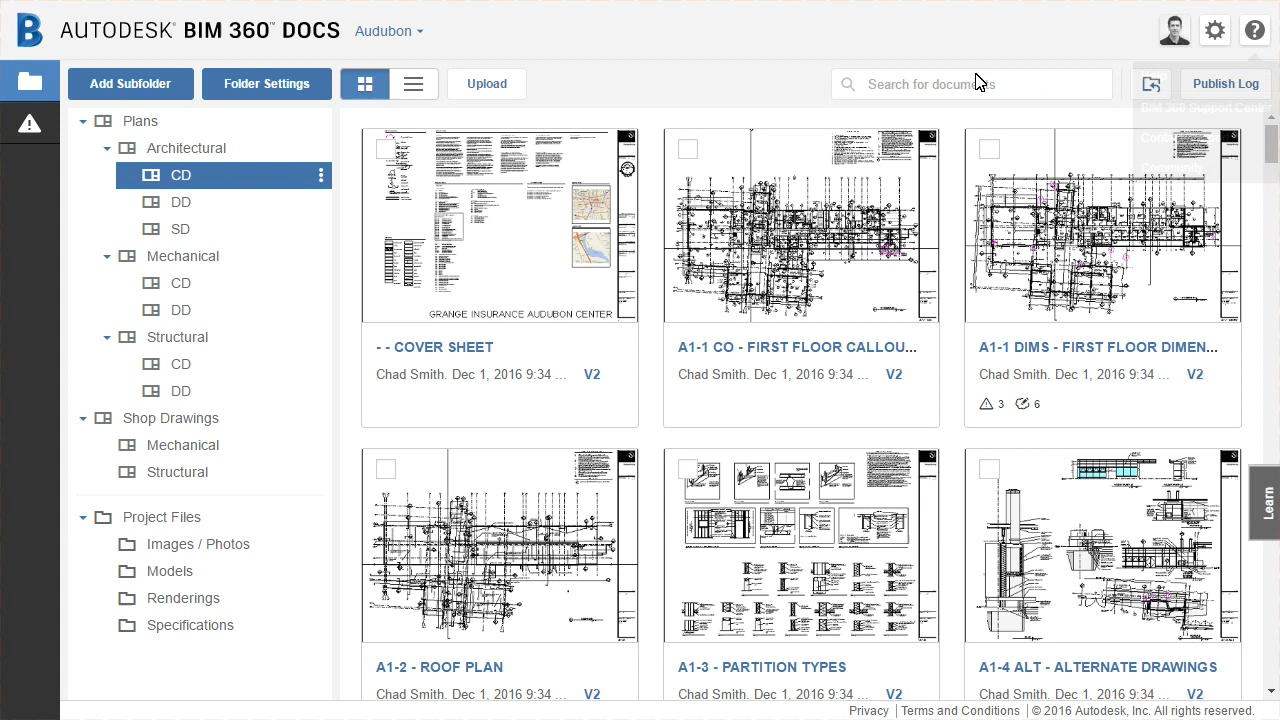 AUTODESK® BIM 360™ DOCS
Audubon
Add Subfolder
Folder Settings
Upload
Search for documents
Publish Log
BIM 360 Support Center
Plans
Architectural
CD
DD
SD
Mechanical
CD
DD
Structural
CD
DD
Shop Drawings
Mechanical
Structural
Project Files
Images / Photos
Models
Renderings
Specifications
GRANGE INSURANCE AUDUBON CENTER
- - COVER SHEET
Chad Smith. Dec 1, 2016 9:34 ... V2
A1-1 CO - FIRST FLOOR CALLOU...
Chad Smith. Dec 1, 2016 9:34 ... V2
A1-1 DIMS - FIRST FLOOR DIMEN...
Chad Smith. Dec 1, 2016 9:34 ... V2
3 6
A1-2 - ROOF PLAN
Chad Smith. Dec 1, 2016 9:34 ... V2
A1-3 - PARTITION TYPES
Chad Smith. Dec 1, 2016 9:34 ... V2
A1-4 ALT - ALTERNATE DRAWINGS
Chad Smith. Dec 1, 2016 9:34 ... V2
Learn
Privacy | Terms and Conditions | © 2016 Autodesk, Inc. All rights reserved.